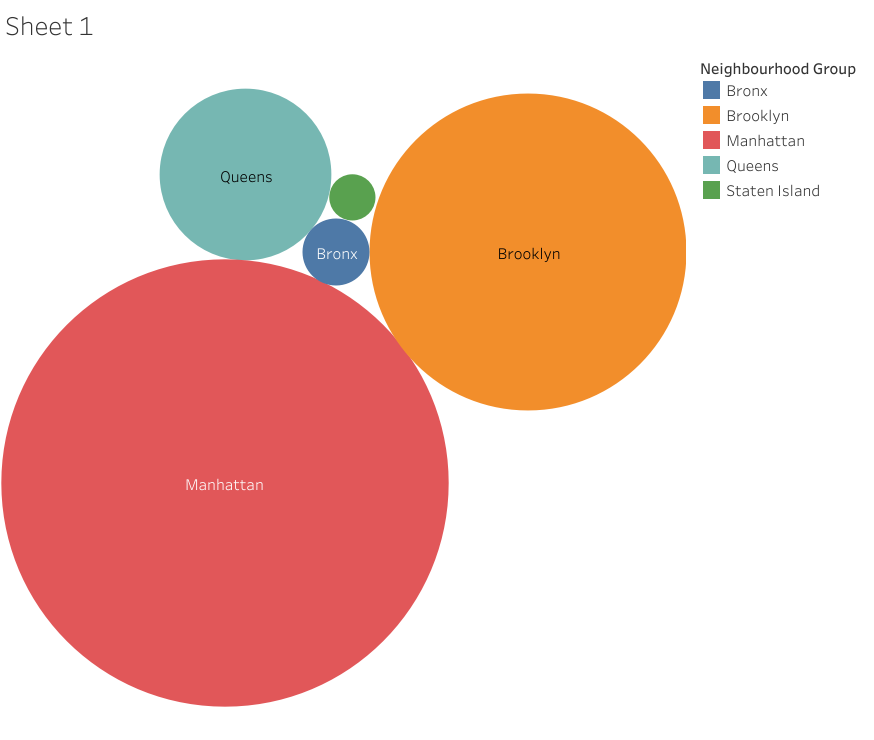 Sheet 1
Neighbourhood Group
Bronx
Brooklyn
Manhattan
Queens
Staten Island
Queens
Bronx
Brooklyn
Manhattan